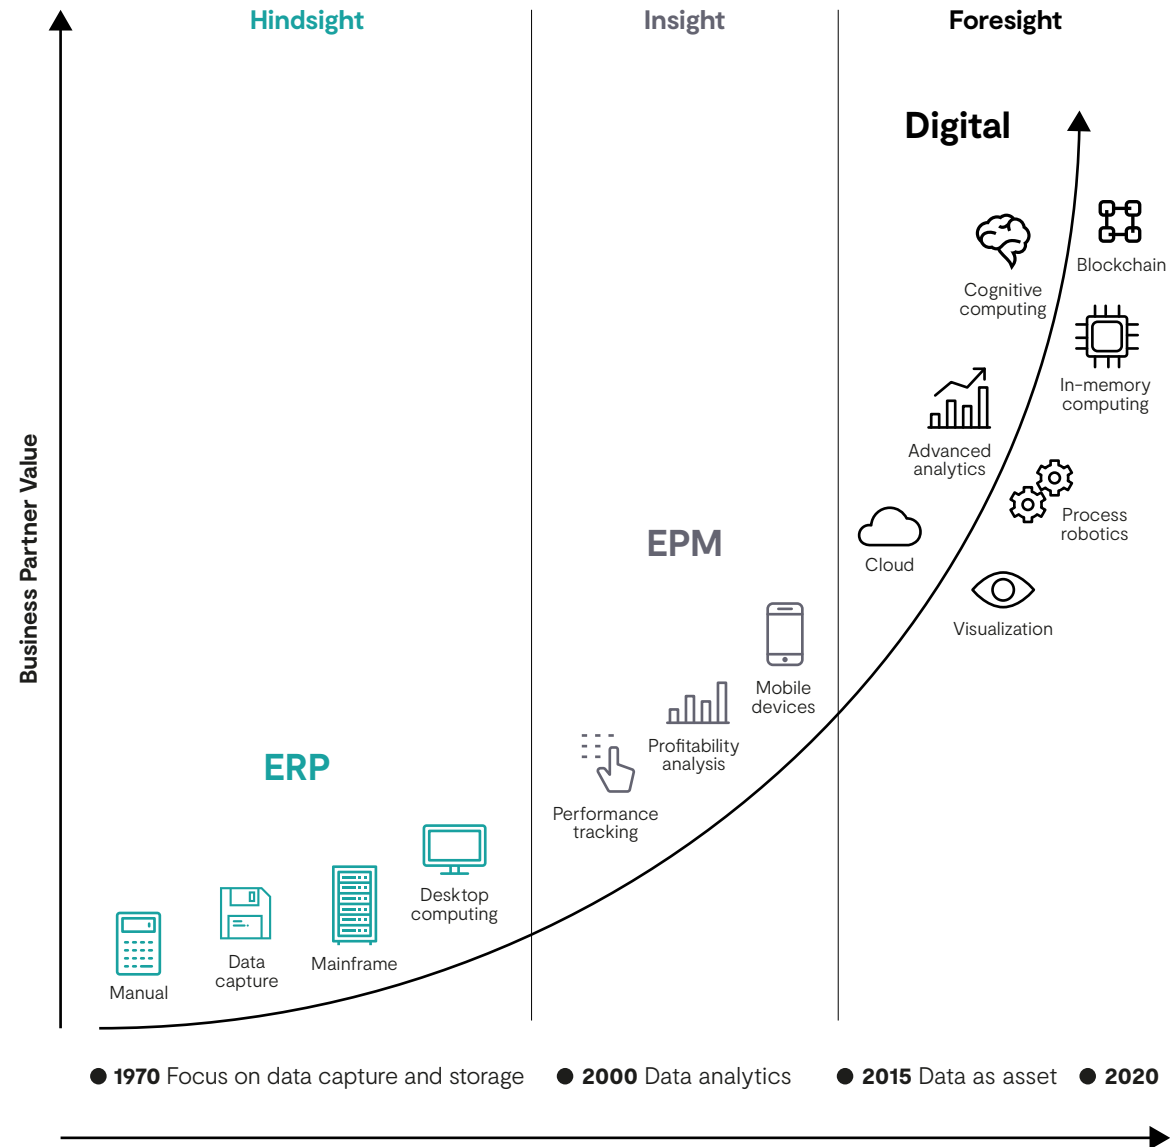 Hindsight
Insight
Foresight
Digital
Blockchain
Cognitive
computing
In-memory
computing
Advanced
analytics
Process
robotics
Cloud
Visualization
EPM
Mobile
devices
Profitability
analysis
Performance
tracking
ERP
Desktop
computing
Mainframe
Data
capture
Manual
Business Partner Value
1970 Focus on data capture and storage
2000 Data analytics
2015 Data as asset
2020